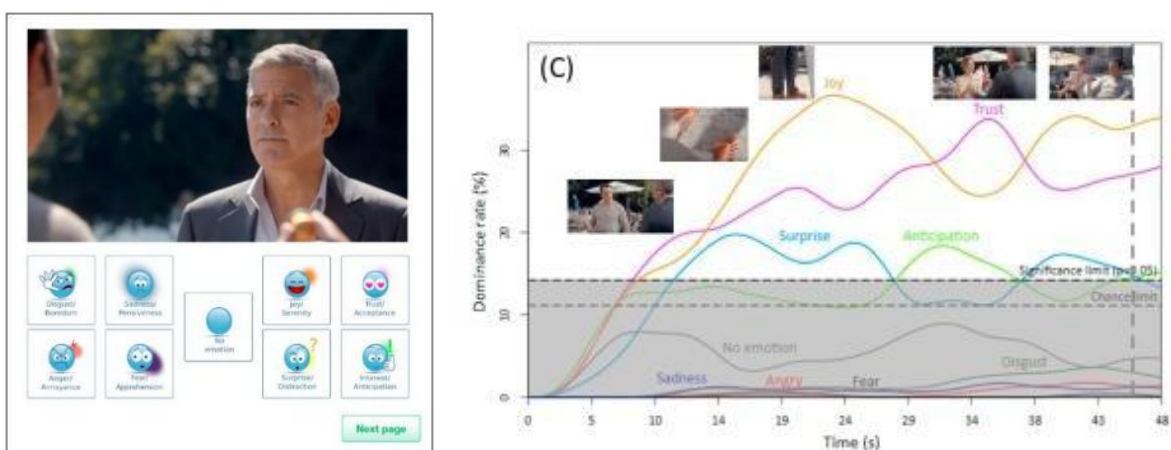 Disgust/
Boredom
Sadness/
Pensiveness
No
emotion
Joy/
Serenity
Trust/
Acceptance
Anger/
Annoyance
Fear/
Apprehension
Surprise/
Distraction
Interest/
Anticipation
Next page
(C)
Joy
Trust
Surprise
Anticipation
Significance limit (p=0.05)
Chance limit
No emotion
Disgust
Sadness
Angry
Fear
Dominance rate (%)
0
10
20
30
0 5 10 14 19 24 29 34 38 43 48
Time (s)